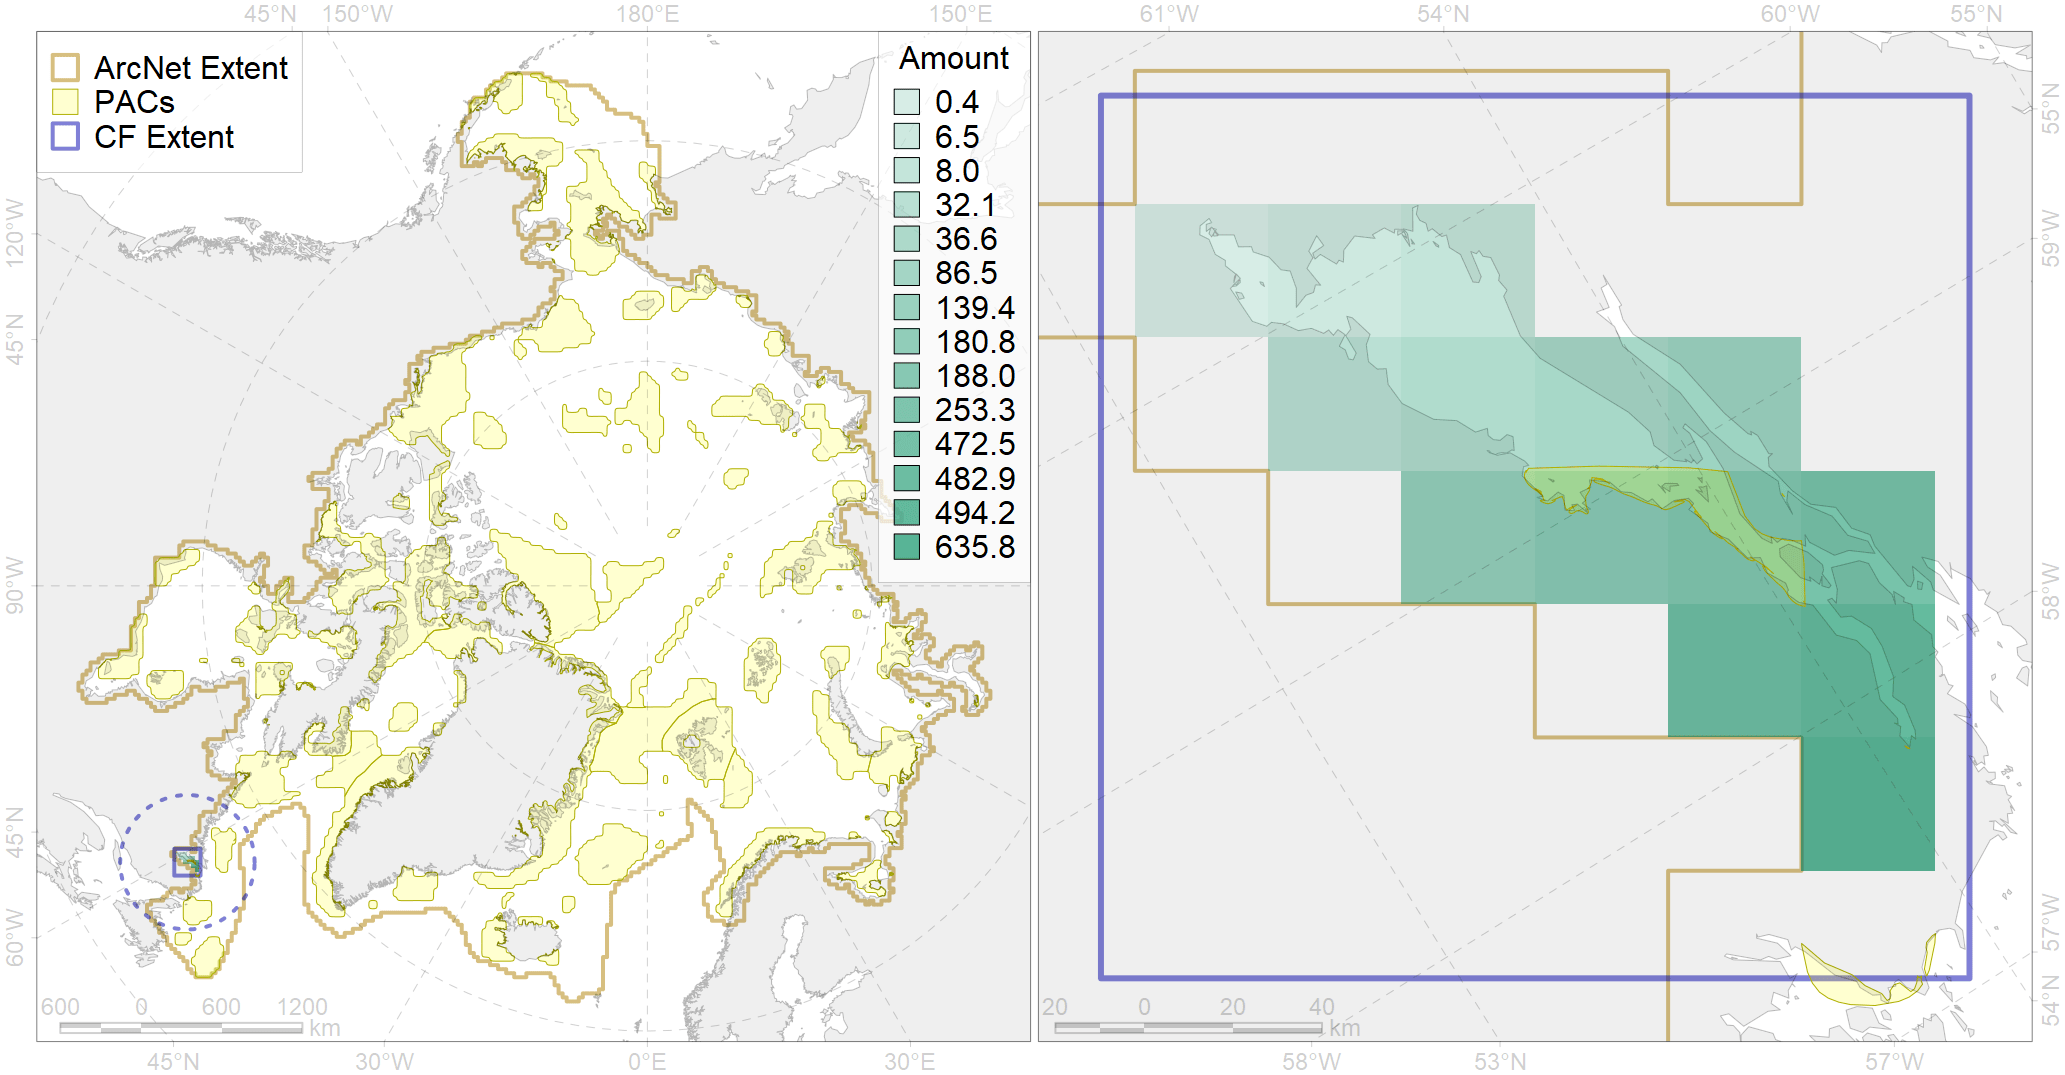 45°N 150°W 180°E 150°E 61°W 54°N 60°W 55°N
ArcNet Extent
PACs
CF Extent
Amount
0.4
6.5
8.0
32.1
36.6
86.5
139.4
180.8
188.0
253.3
472.5
482.9
494.2
635.8
120°W
45°N
90°W
45°N
60°W
55°N
59°W
58°W
57°W
54°N
600 0 600 1200
km
20 0 20 40
km
45°N 30°W 0°E 30°E 58°W 53°N 57°W